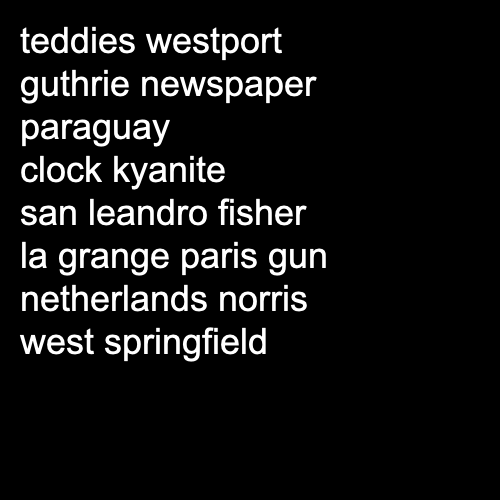 teddies westport
guthrie newspaper
paraguay
clock kyanite
san leandro fisher
la grange paris gun
netherlands norris
west springfield